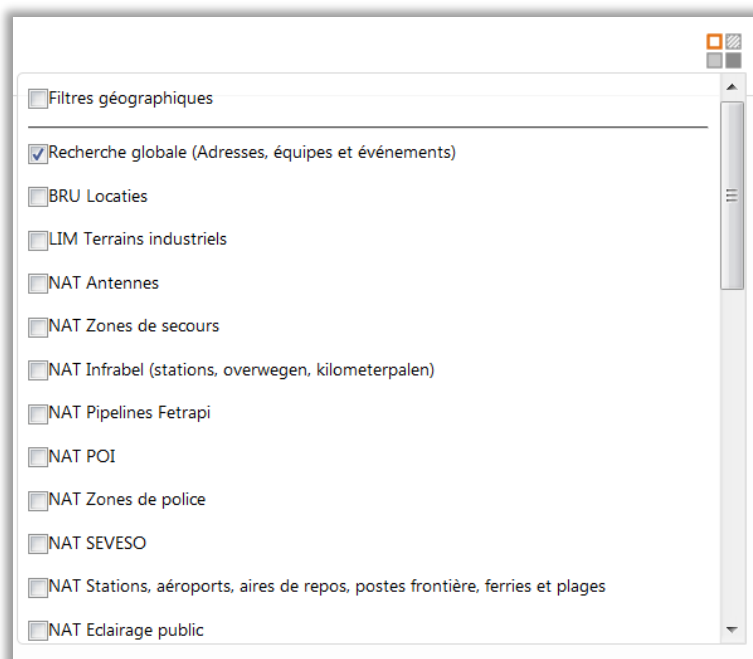 Filtres géographiques
Recherche globale (Adresses, équipes et événements)
BRU Locaties
LIM Terrains industriels
NAT Antennes
NAT Zones de secours
NAT Infrabel (stations, overwegen, kilometerpalen)
NAT Pipelines Fetrapi
NAT POI
NAT Zones de police
NAT SEVESO
NAT Stations, aéroports, aires de repos, postes frontière, ferries et plages
NAT Eclairage public